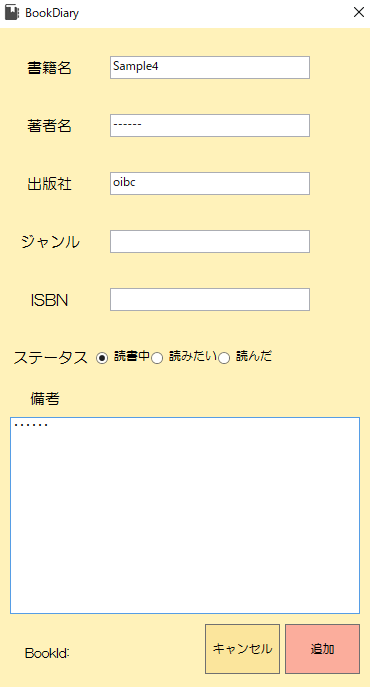 BookDiary
書籍名 Sample4
著者名 ------
出版社 oibc
ジャンル
ISBN
ステータス 読書中 読みたい 読んだ
備考
......
BookId: キャンセル 追加